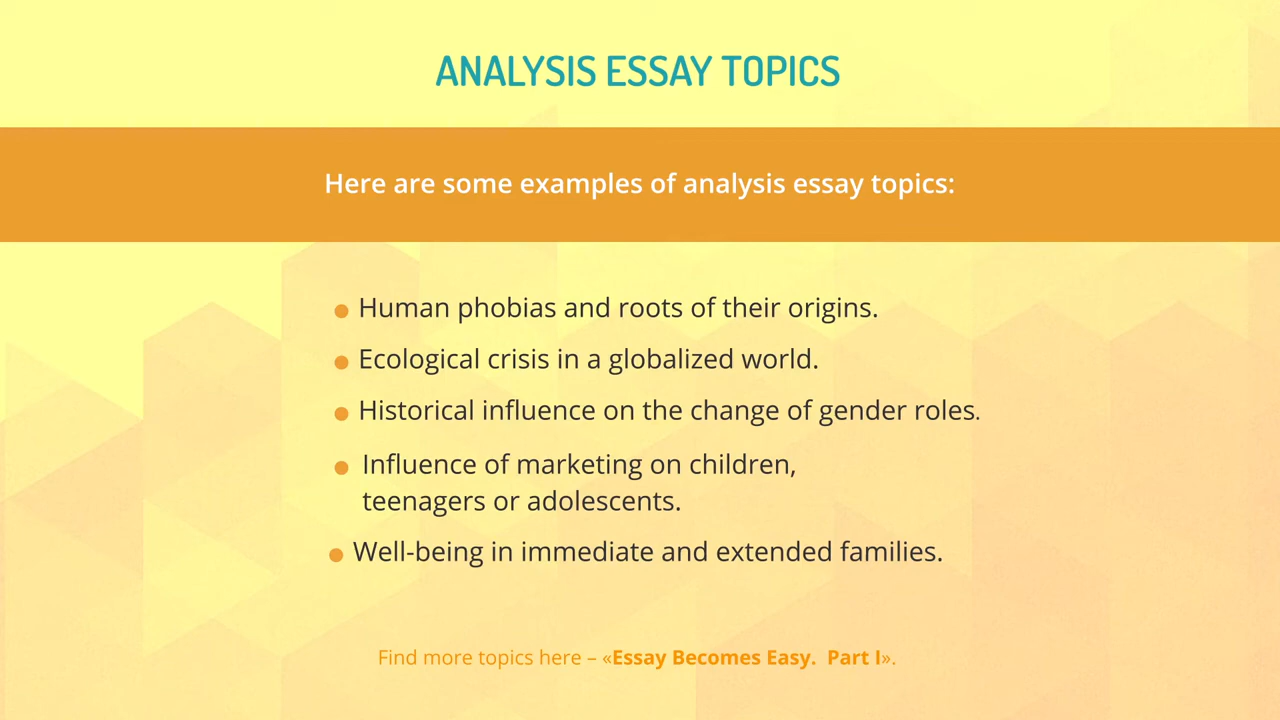 ANALYSIS ESSAY TOPICS
Here are some examples of analysis essay topics:
Human phobias and roots of their origins.
Ecological crisis in a globalized world.
Historical influence on the change of gender roles.
Influence of marketing on children,
teenagers or adolescents.
Well-being in immediate and extended families.
Find more topics here – «Essay Becomes Easy. Part I».